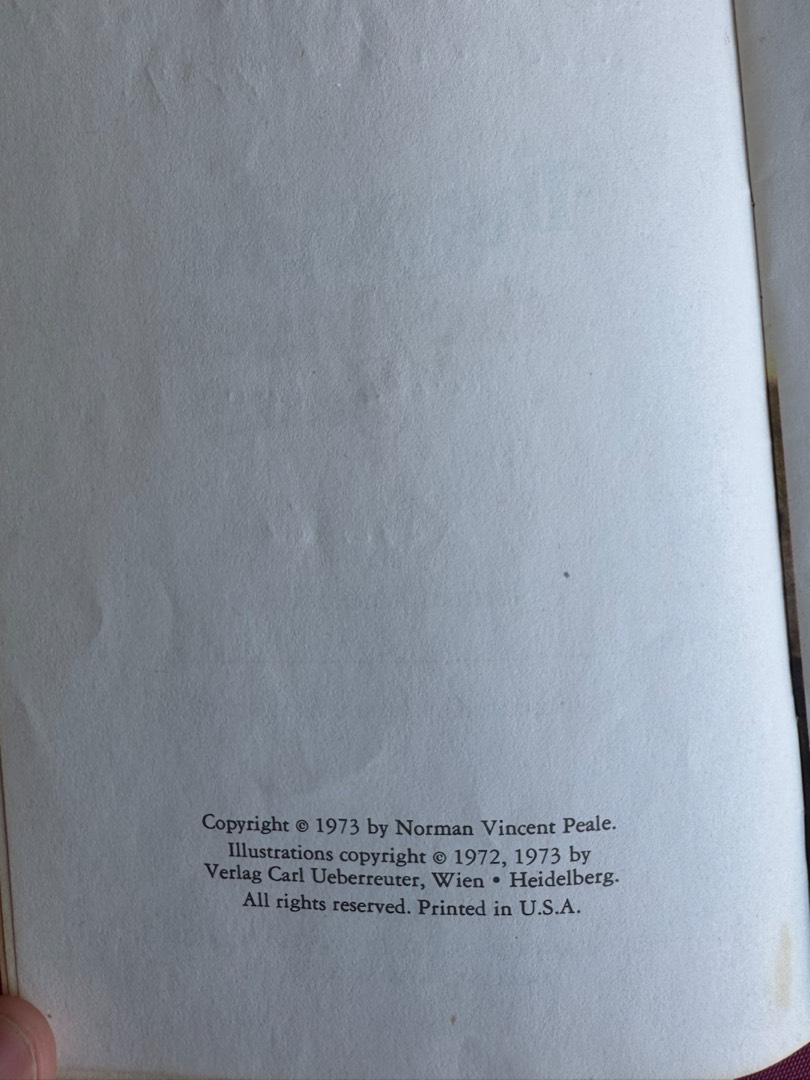 Copyright © 1973 by Norman Vincent Peale.
Illustrations copyright © 1972, 1973 by
Verlag Carl Ueberreuter, Wien • Heidelberg.
All rights reserved. Printed in U.S.A.